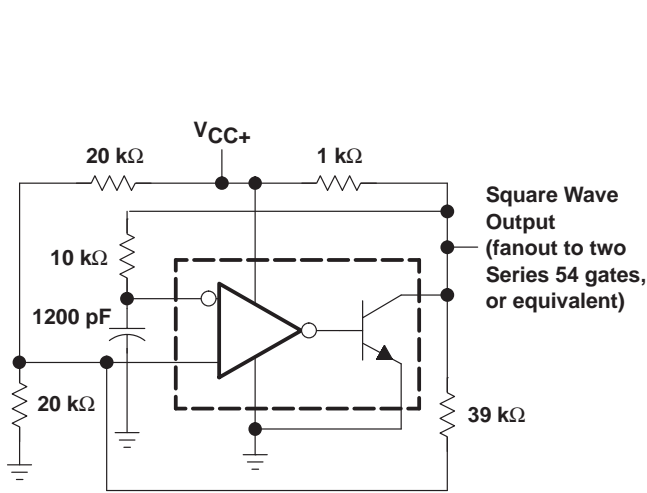 VCC+
20 kΩ
1 kΩ
Square Wave
Output
(fanout to two
Series 54 gates,
or equivalent)
10 kΩ
1200 pF
20 kΩ
39 kΩ